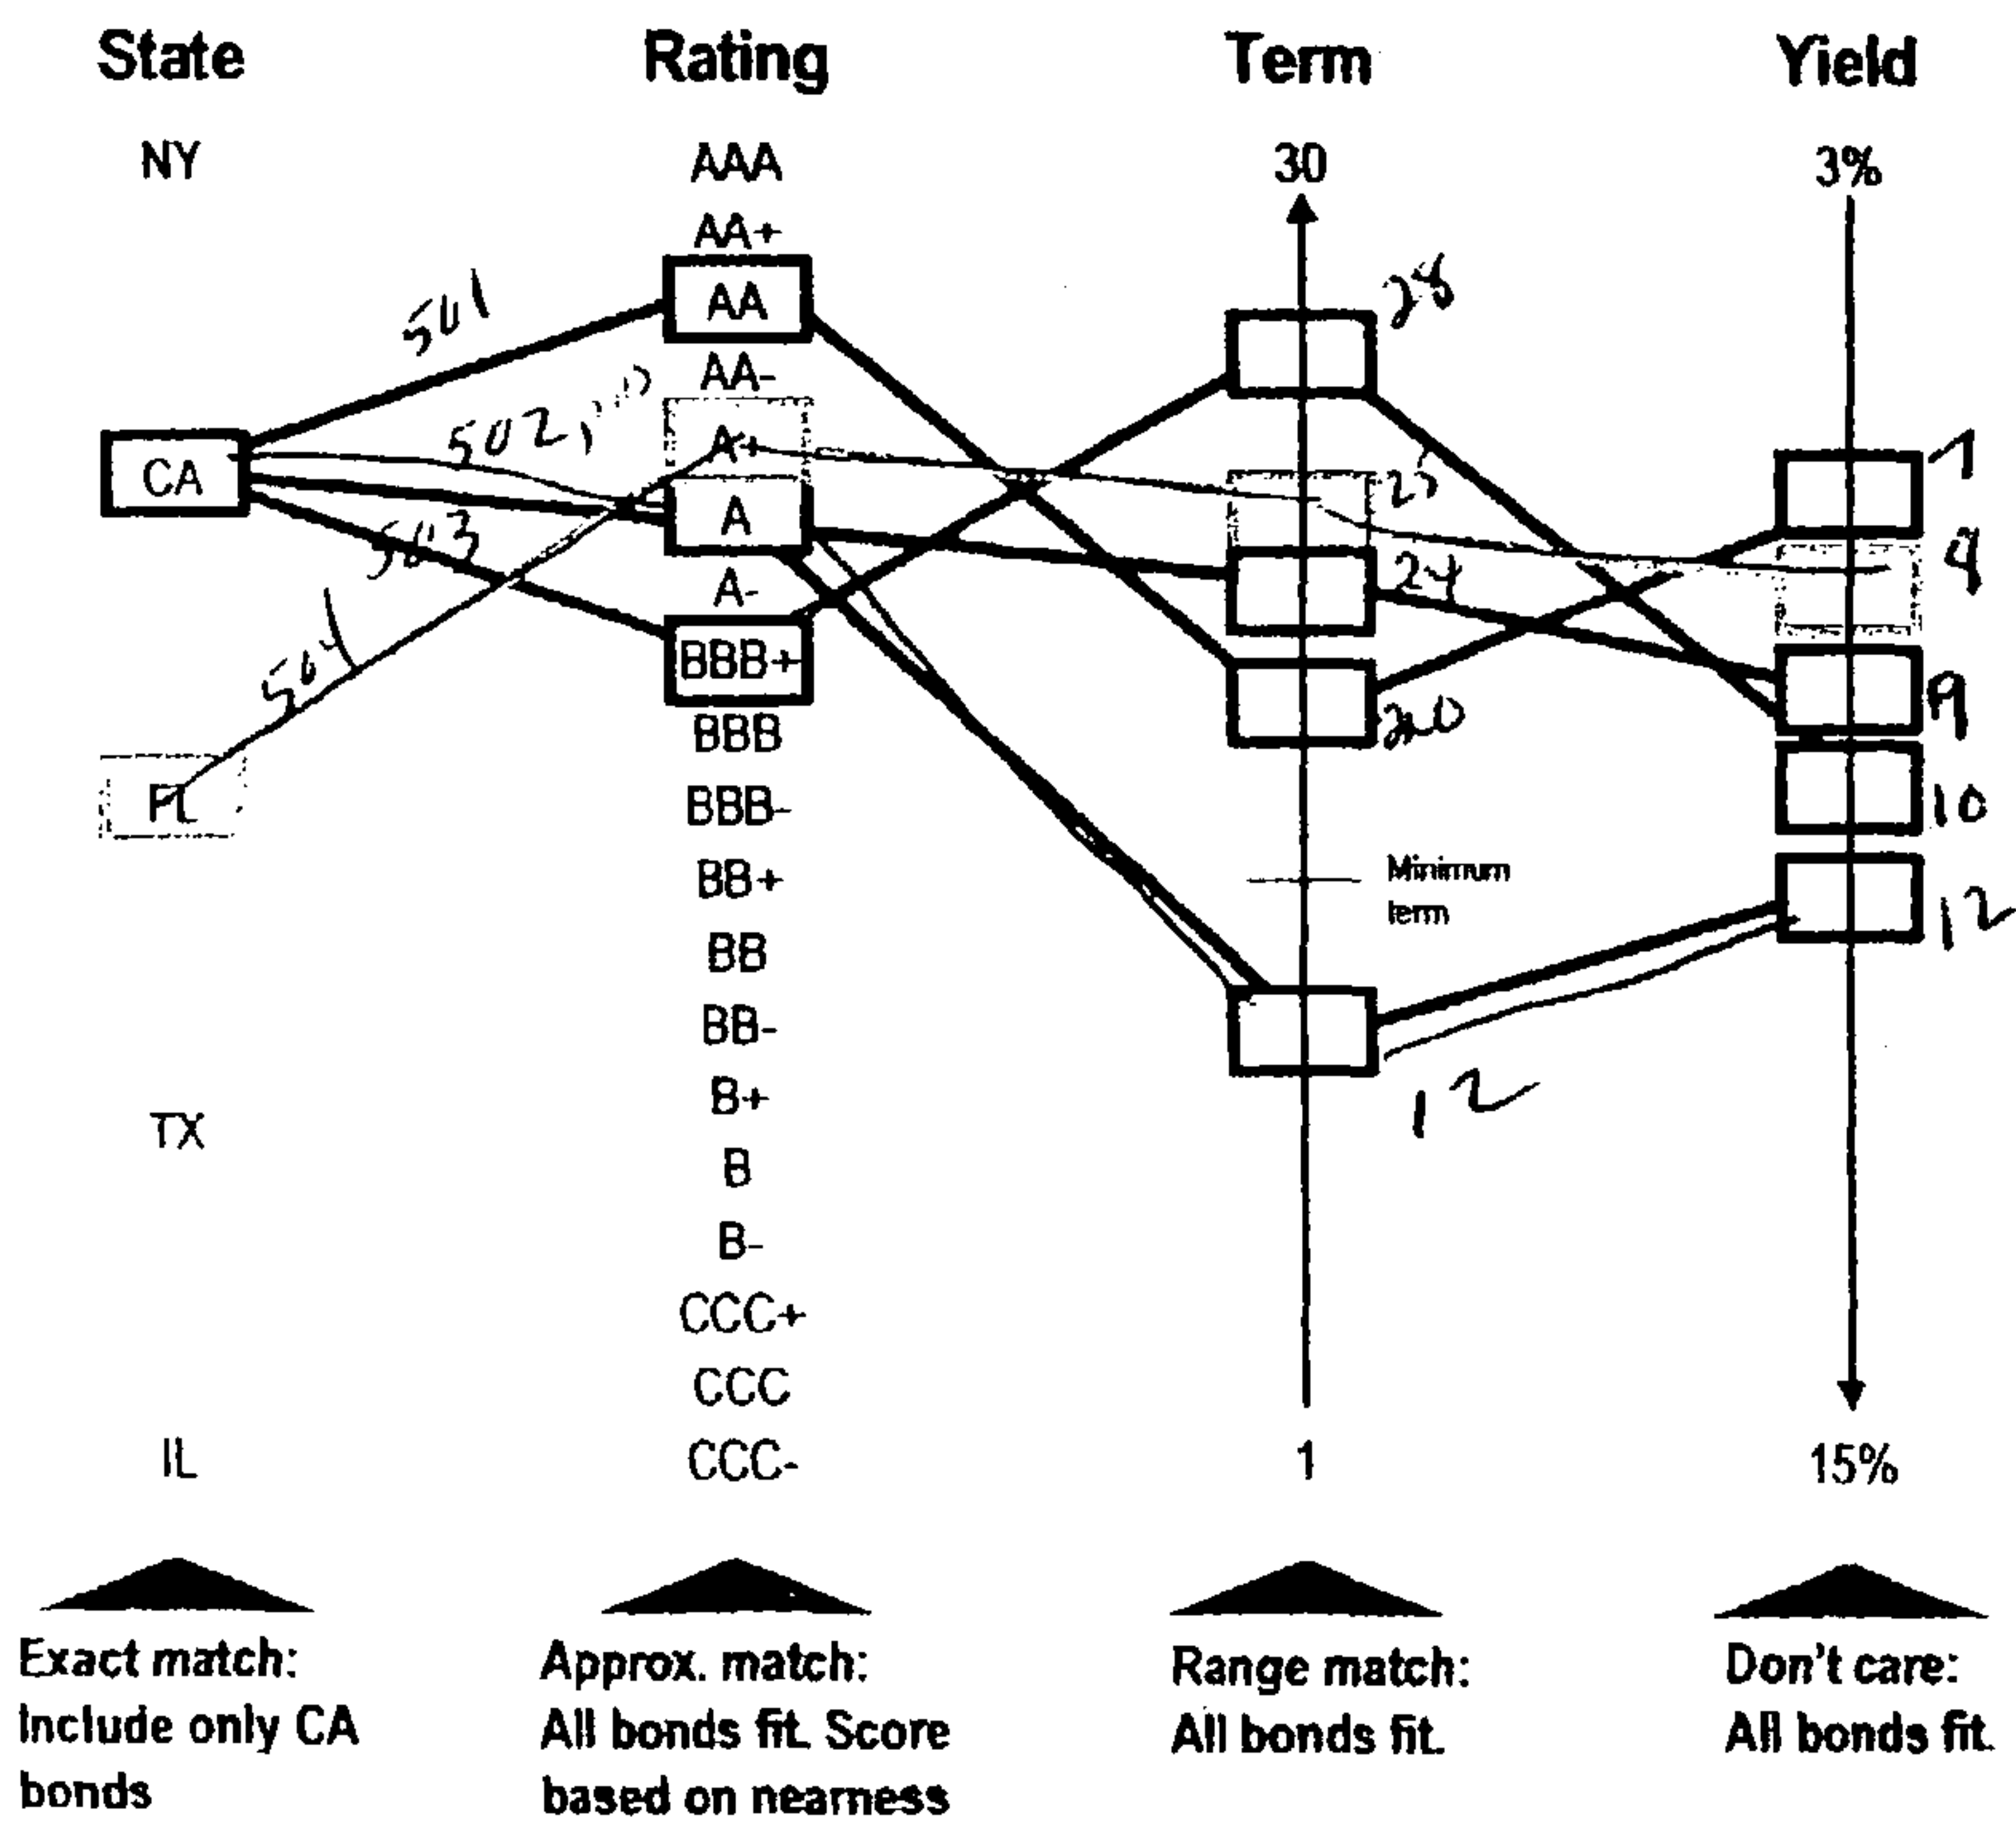 State Rating Term Yield
NY AAA 30 3%
AA+
501 AA 28
AA-
502, A+ 7
CA
503 A 24
A-
504 BBB+ 20 9
BBB
FL BBB- 10
BB+ Minimum
term
BB 12
BB-
B+ 12
TX
B
B-
CCC+
CCC
IL CCC- 1 15%
Exact match:
Include only CA
bonds
Approx. match:
All bonds fit. Score
based on nearness
Range match:
All bonds fit.
Don't care:
All bonds fit.